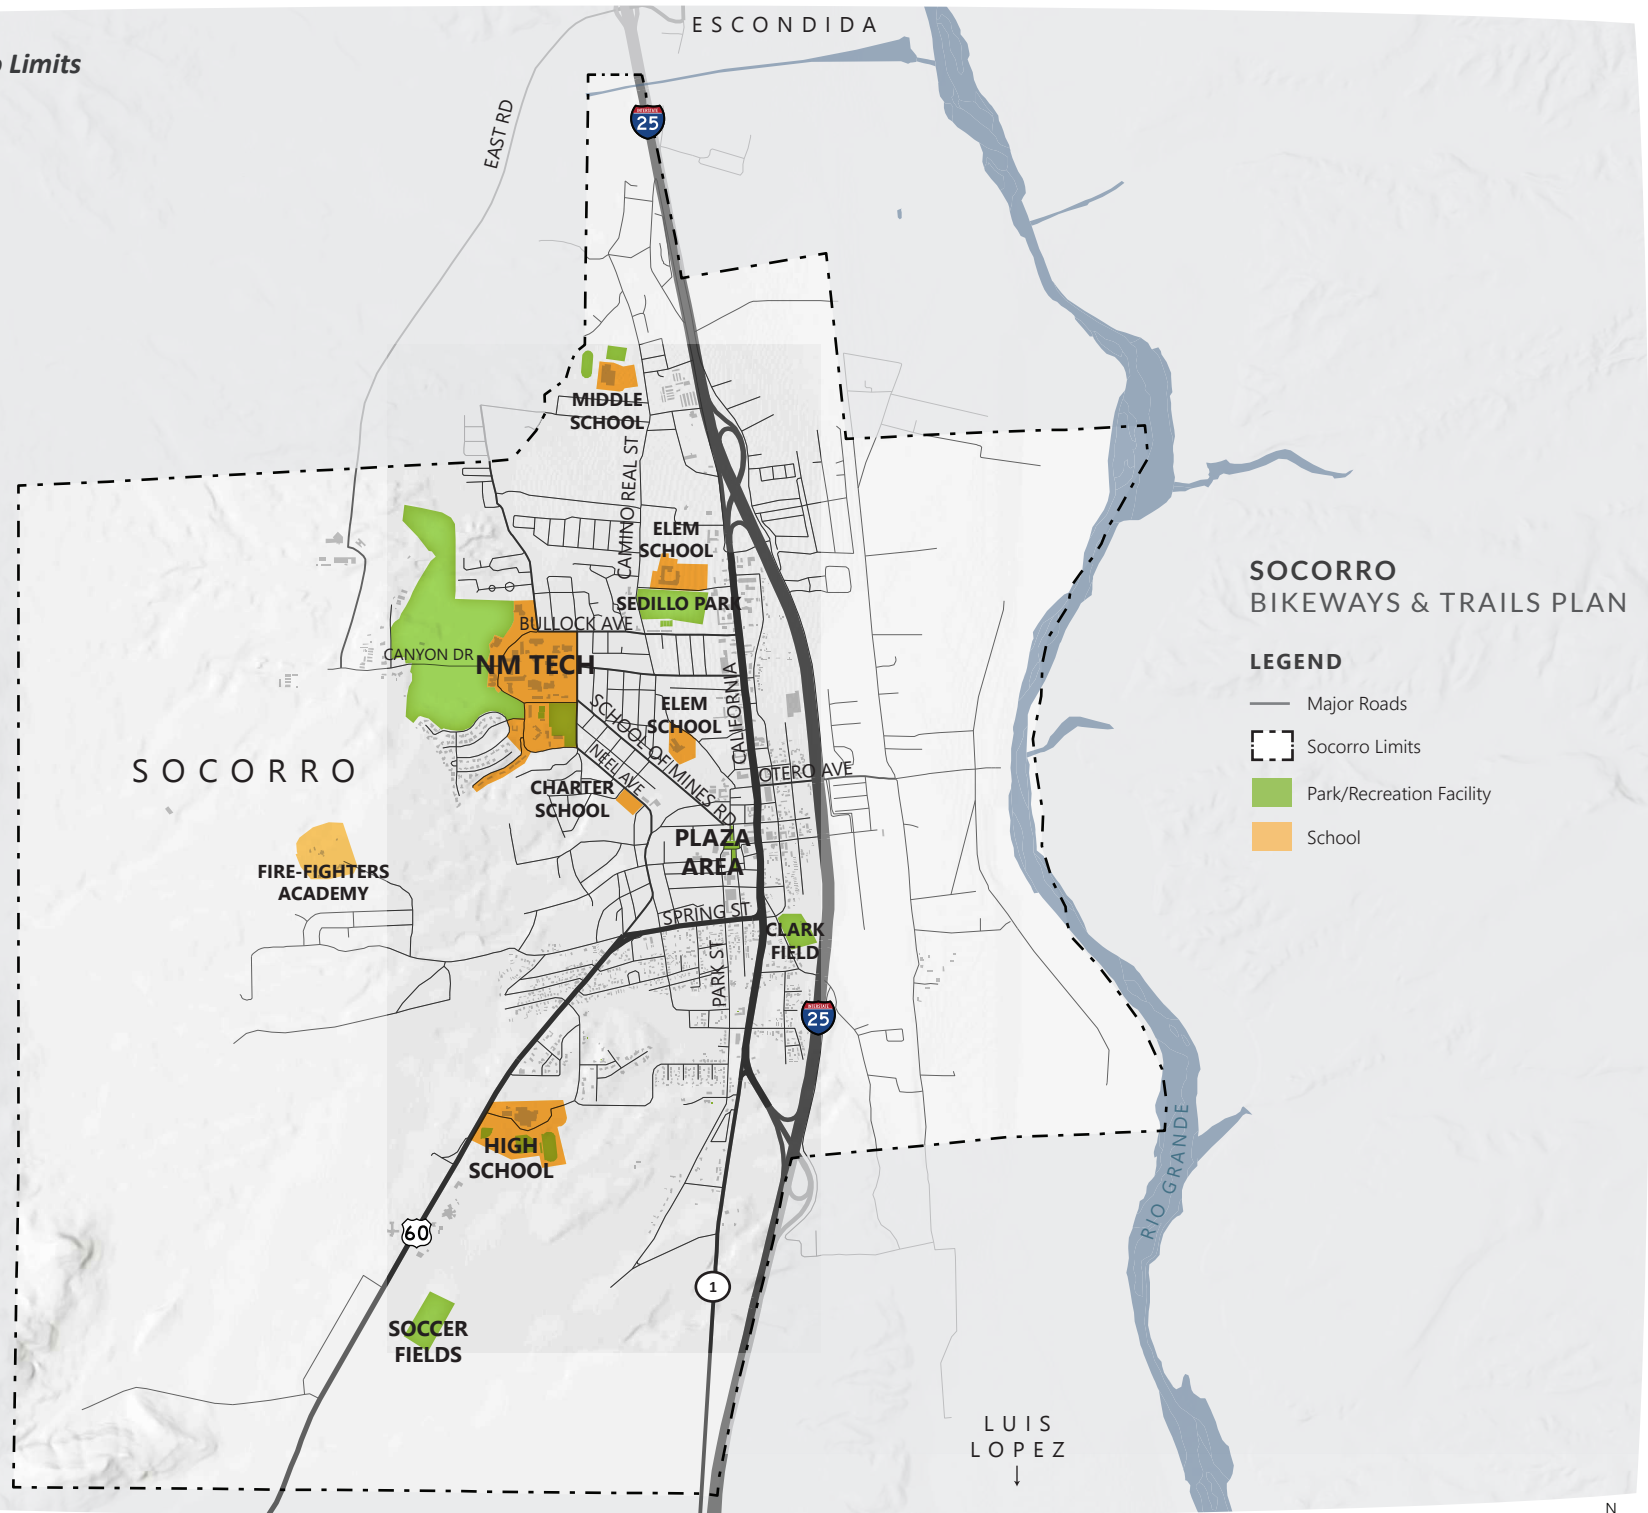 ESCONDIDA
Limits
EAST RD
INTERSTATE
25
MIDDLE
SCHOOL
CAMINO REAL ST
ELEM
SCHOOL
SEDILLO PARK
BULLOCK AVE
CANYON DR
NM TECH
SOCORRO
BIKEWAYS & TRAILS PLAN
LEGEND
Major Roads
Socorro Limits
Park/Recreation Facility
School
ELEM
SCHOOL
CALIFORNIA
SCHOOL OF MINES RD
NEEL AVE
OTERO AVE
SOCORRO
CHARTER
SCHOOL
PLAZA
AREA
FIRE-FIGHTERS
ACADEMY
SPRING ST
CLARK
FIELD
PARK ST
INTERSTATE
25
HIGH
SCHOOL
RIO GRANDE
60
1
SOCCER
FIELDS
LUIS
LOPEZ
N